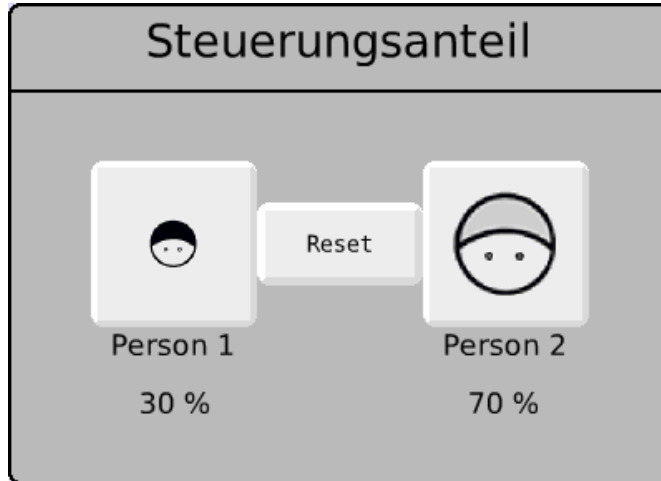 Steuerungsanteil
Reset
Person 1
Person 2
30 %
70 %